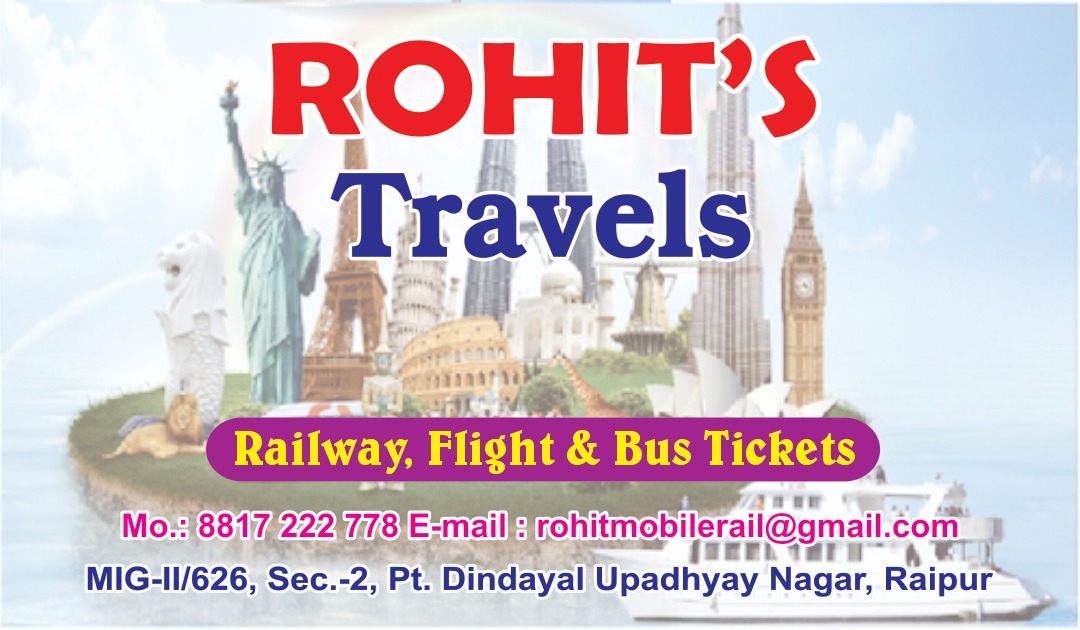 ROHIT'S
Travels
Railway, Flight & Bus Tickets
Mo.: 8817 222 778 E-mail : rohitmobilerail@gmail.com
MIG-II/626, Sec.-2, Pt. Dindayal Upadhyay Nagar, Raipur